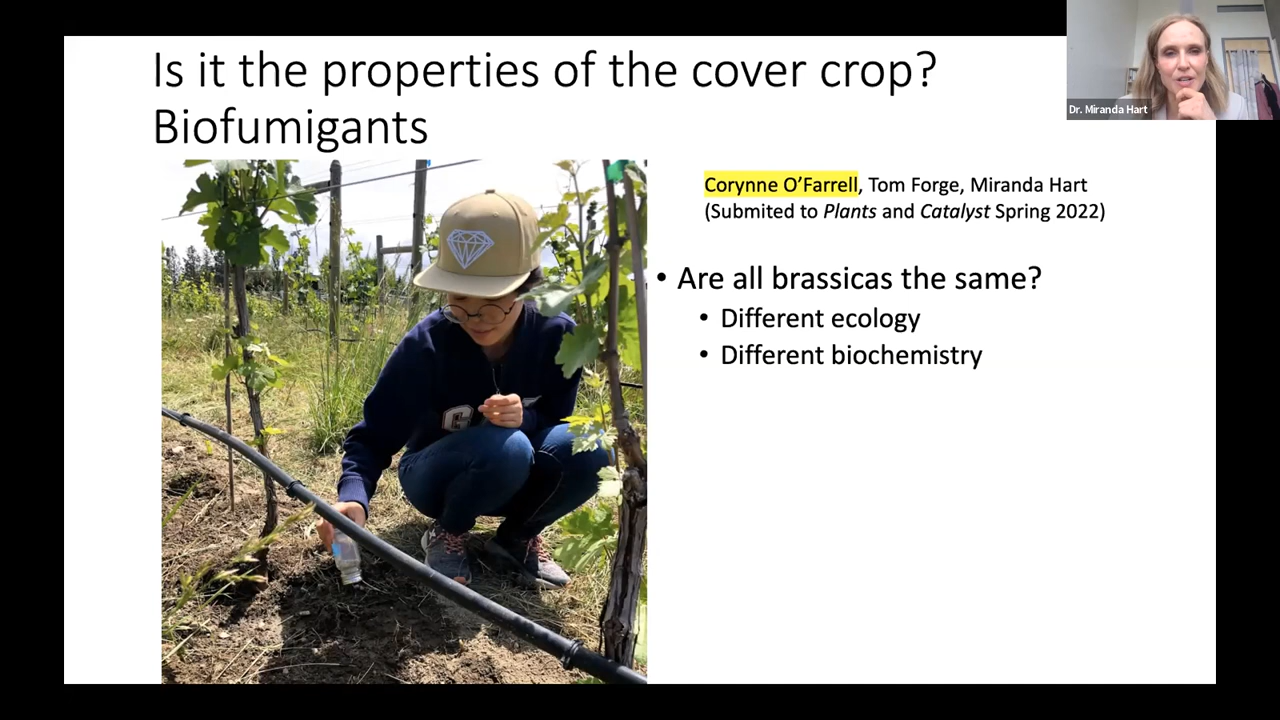 Is it the properties of the cover crop?
Biofumigants
Dr. Miranda Hart
Corynne O'Farrell, Tom Forge, Miranda Hart
(Submited to Plants and Catalyst Spring 2022)
• Are all brassicas the same?
• Different ecology
• Different biochemistry
G